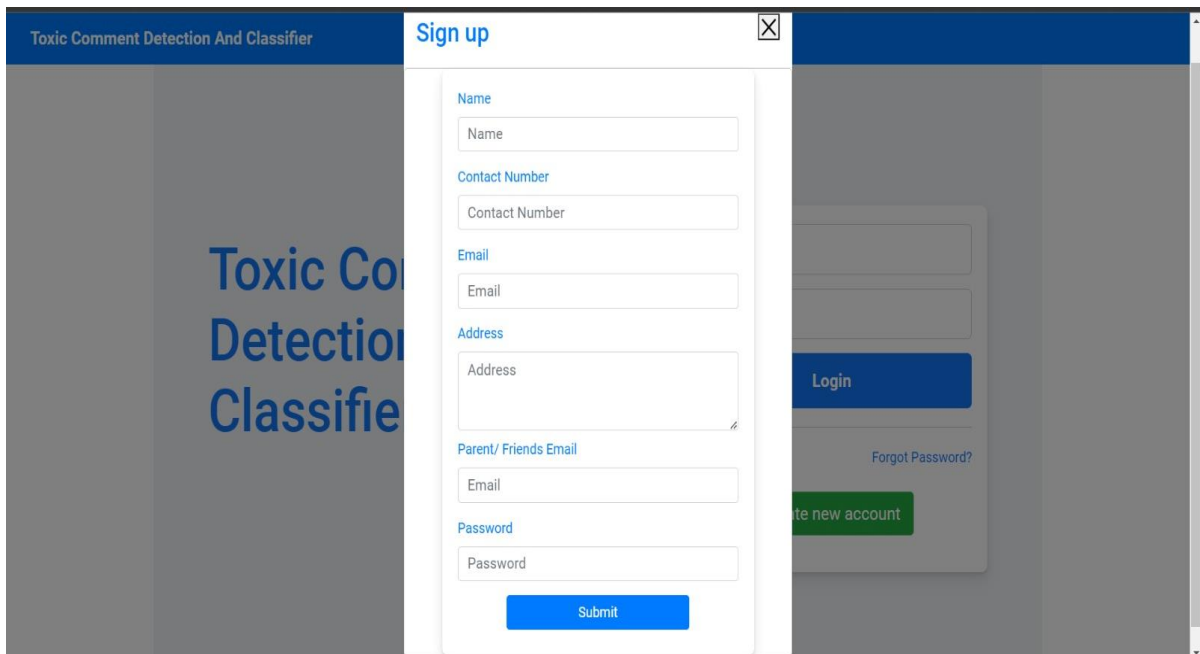 Toxic Comment Detection And Classifier
Sign up
X
Name
Name
Contact Number
Contact Number
Email
Email
Address
Address
Parent/ Friends Email
Email
Password
Password
Submit
Toxic Co
Detection
Classifie
Login
Forgot Password?
te new account